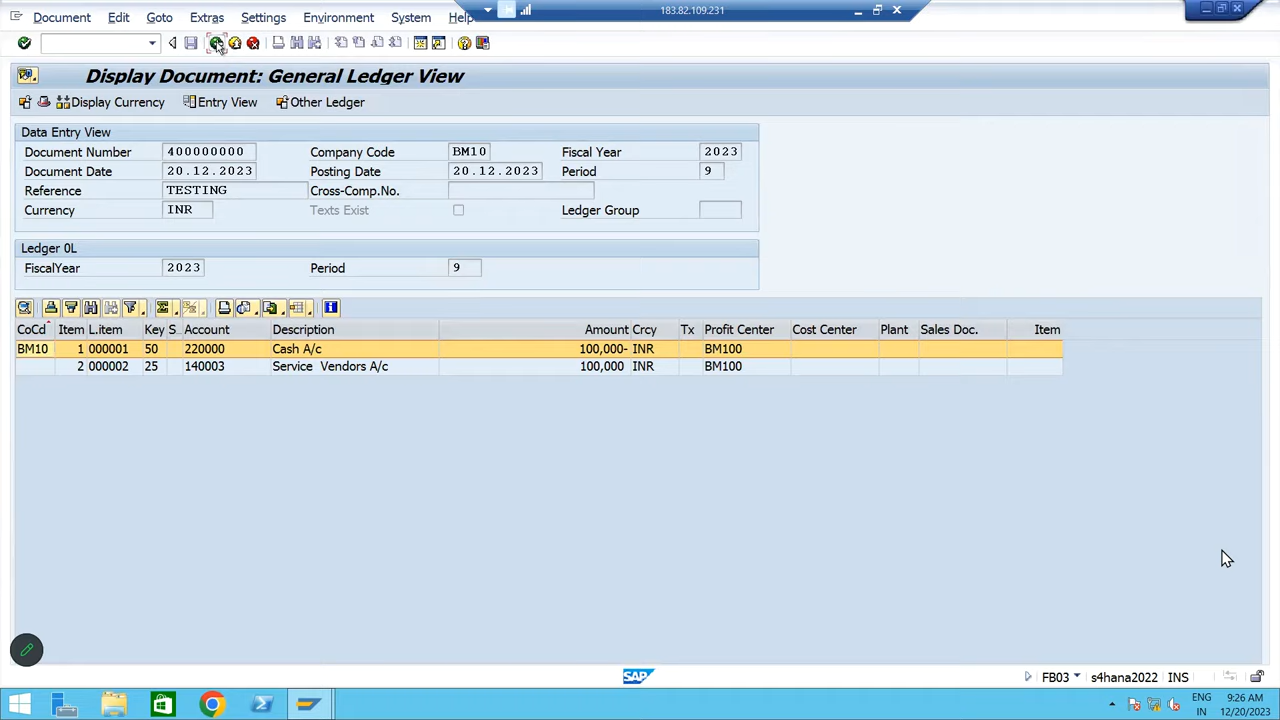 Document Edit Goto Extras Settings Environment System Help
183.82.109.231
Display Document: General Ledger View
Display Currency Entry View Other Ledger
Data Entry View
Document Number 400000000 Company Code BM10 Fiscal Year 2023
Document Date 20.12.2023 Posting Date 20.12.2023 Period 9
Reference TESTING Cross-Comp.No.
Currency INR Texts Exist Ledger Group
Ledger 0L
FiscalYear 2023 Period 9
CoCd Item L.item Key S Account Description Amount Crcy Tx Profit Center Cost Center Plant Sales Doc. Item
BM10 1 000001 50 220000 Cash A/c 100,000- INR BM100
2 000002 25 140003 Service Vendors A/c 100,000 INR BM100
SAP
FB03 s4hana2022 INS
ENG 9:26 AM
IN 12/20/2023